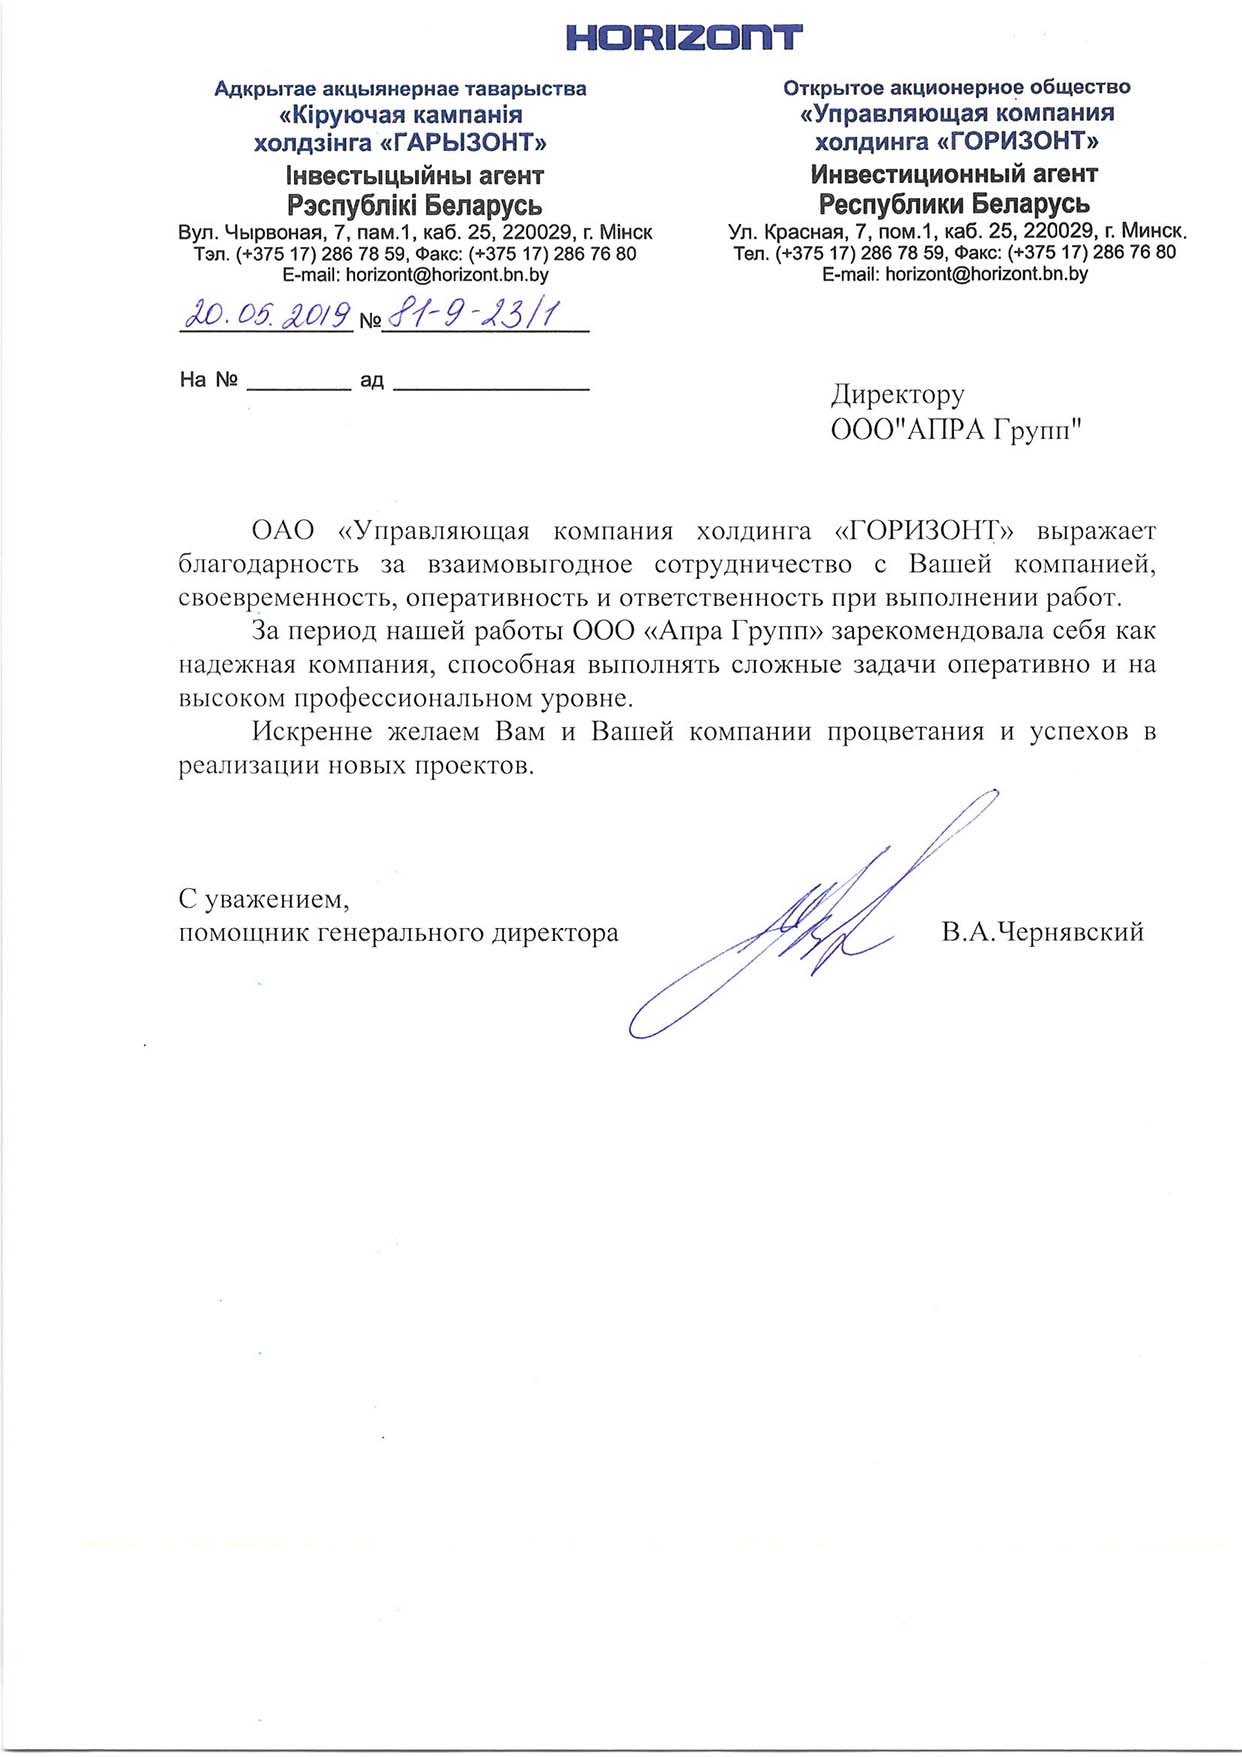 HORIZONT
Адкрытае акцыянернае таварыства
«Кіруючая кампанія
холдзінга «ГАРЫЗОНТ»
Інвестыцыйны агент
Рэспублікі Беларусь
Вул. Чырвоная, 7, пам.1, каб. 25, 220029, г. Мінск
Тэл. (+375 17) 286 78 59, Факс: (+375 17) 286 76 80
E-mail: horizont@horizont.bn.by
Открытое акционерное общество
«Управляющая компания
холдинга «ГОРИЗОНТ»
Инвестиционный агент
Республики Беларусь
Ул. Красная, 7, пом.1, каб. 25, 220029, г. Минск.
Тел. (+375 17) 286 78 59, Факс: (+375 17) 286 76 80
E-mail: horizont@horizont.bn.by
20.05.2019 № 81-9-23/1
На № _________ ад ________________
Директору
ООО"АПРА Групп"
ОАО «Управляющая компания холдинга «ГОРИЗОНТ» выражает
благодарность за взаимовыгодное сотрудничество с Вашей компанией,
своевременность, оперативность и ответственность при выполнении работ.
За период нашей работы ООО «Апра Групп» зарекомендовала себя как
надежная компания, способная выполнять сложные задачи оперативно и на
высоком профессиональном уровне.
Искренне желаем Вам и Вашей компании процветания и успехов в
реализации новых проектов.
С уважением,
помощник генерального директора В.А.Чернявский